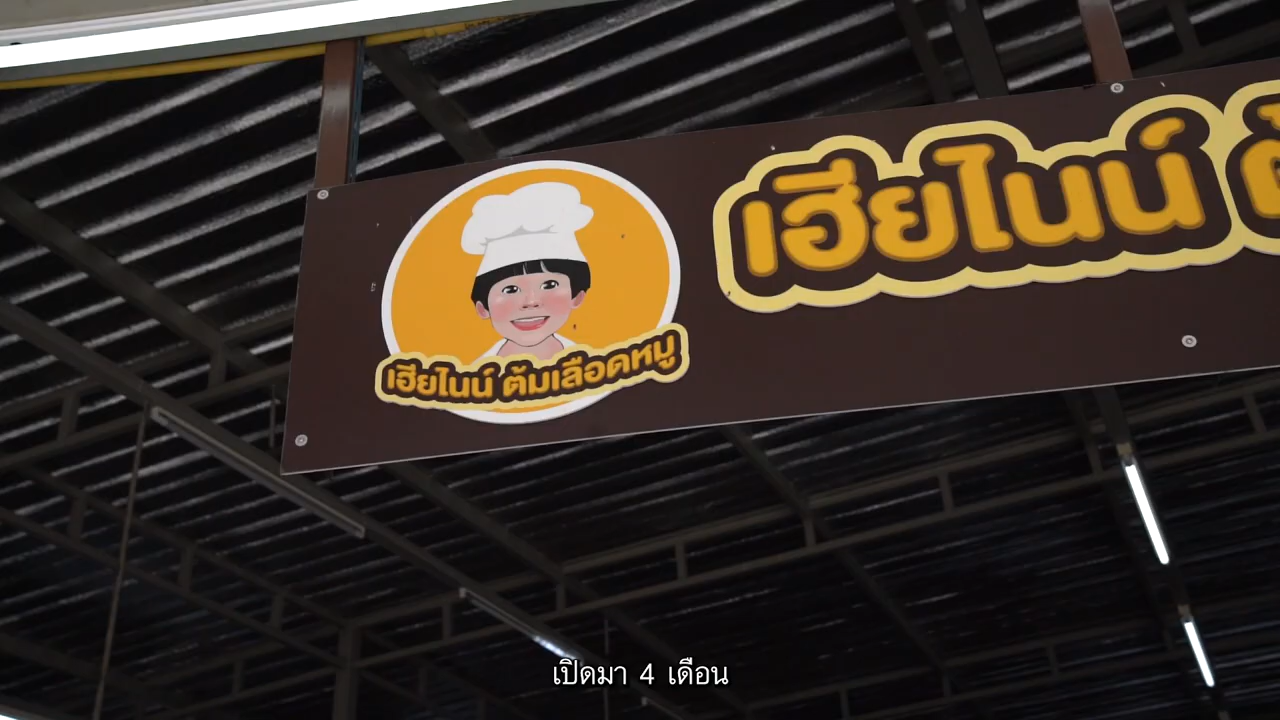 เฮียไนน์ ต้
เฮียไนน์ ต้มเลือดหมู
เปิดมา 4 เดือน